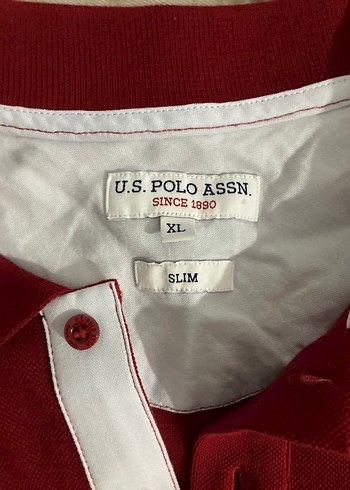 U.S. POLO ASSN.
SINCE 1890
XL
SLIM